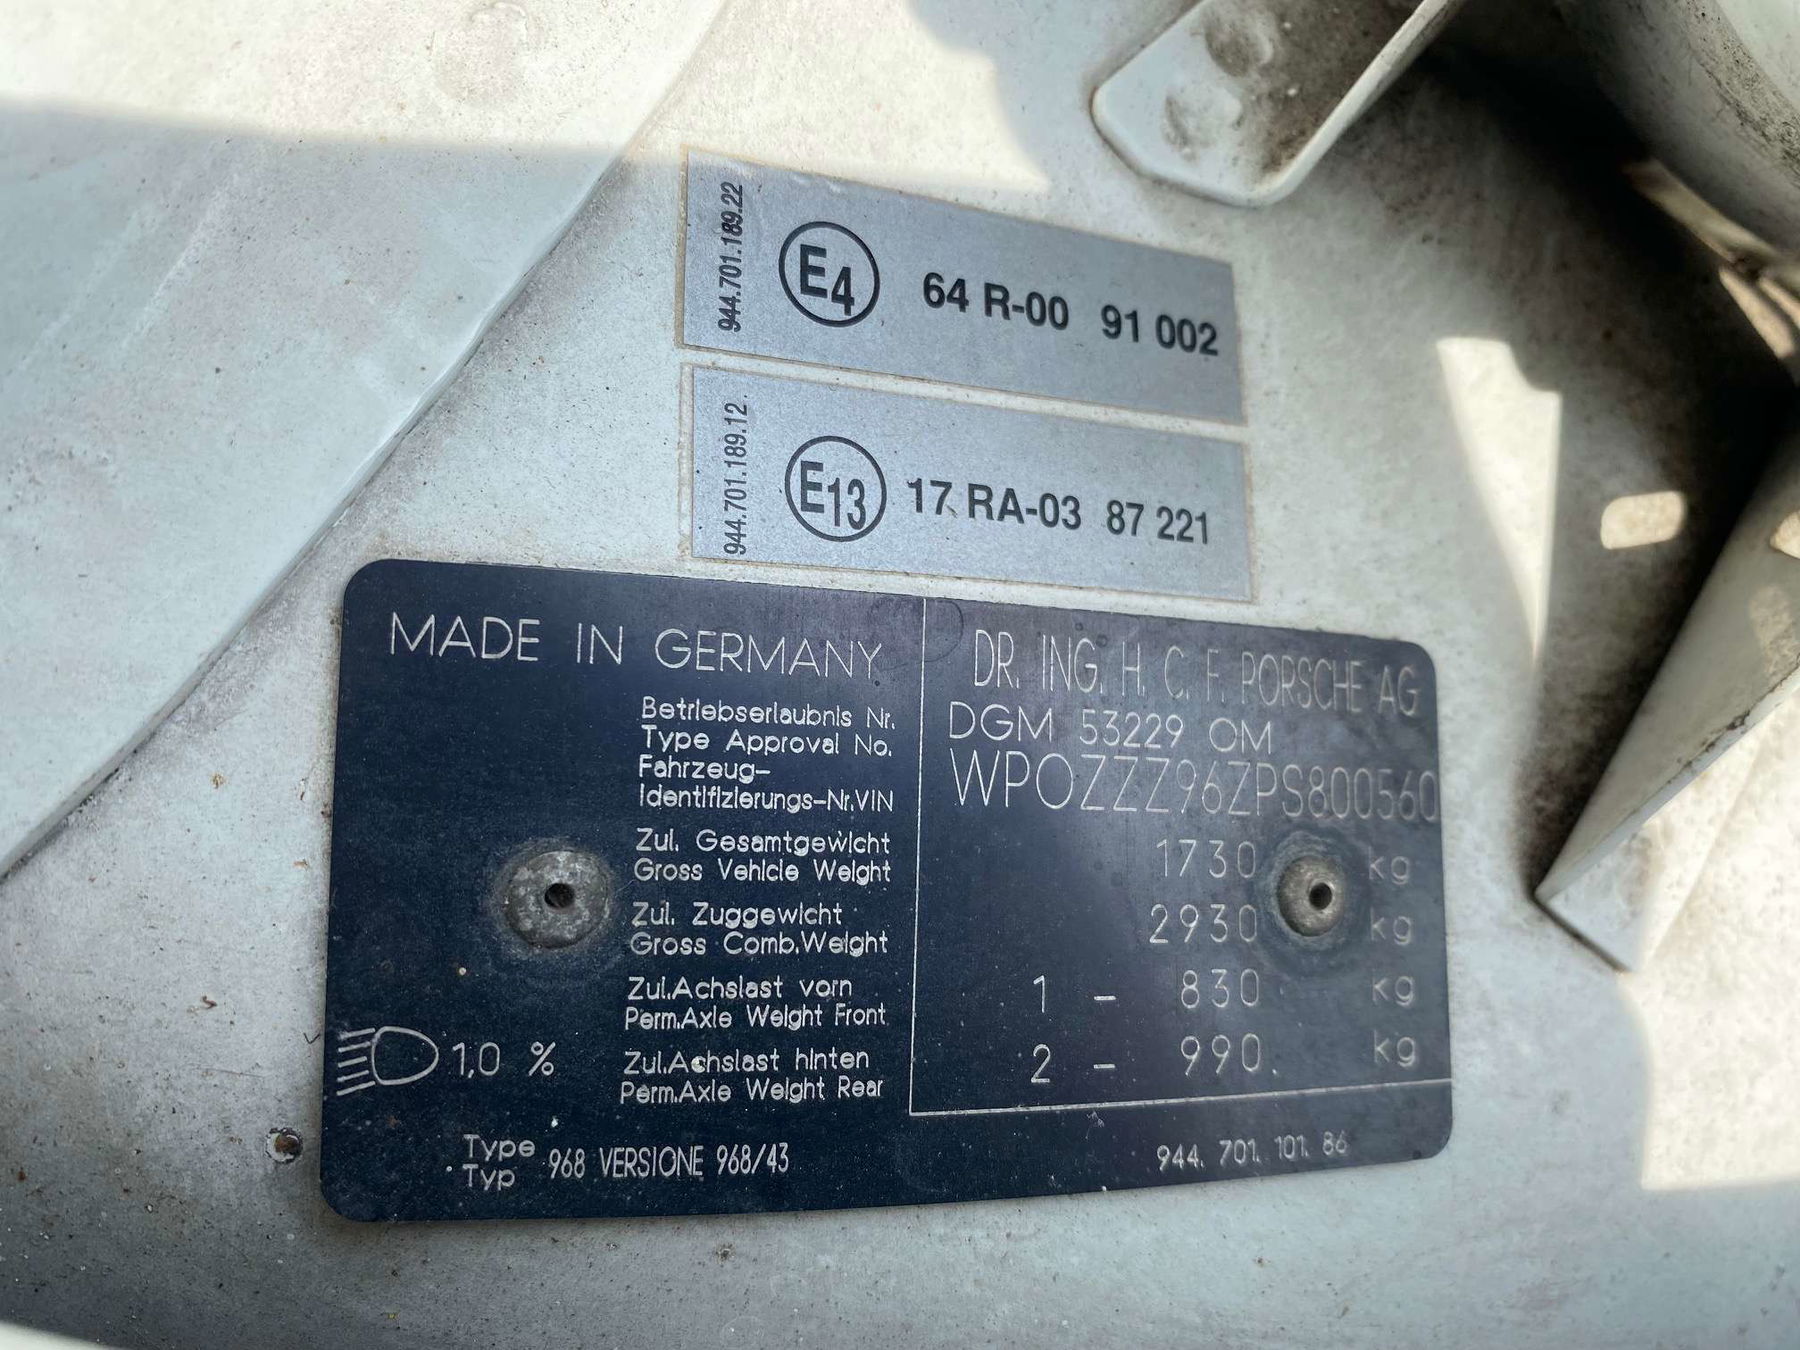 944.701.189.22
E4 64 R-00 91 002
944.701.189.12.
E13 17 RA-03 87 221
MADE IN GERMANY
DR. ING. H. C. F. PORSCHE AG
Betriebserlaubnis Nr.
Type Approval No.
DGM 53229 OM
Fahrzeug-
Identifizierungs-Nr.VIN
WP0ZZZ96ZPS800560
Zul. Gesamtgewicht
Gross Vehicle Weight
1730 kg
Zul. Zuggewicht
Gross Comb.Weight
2930 kg
Zul.Achslast vorn
Perm.Axle Weight Front
1 - 830 kg
1,0 %
Zul.Achslast hinten
Perm.Axle Weight Rear
2 - 990 kg
Type
Typ
968 VERSIONE 968/43
944. 701. 101. 86